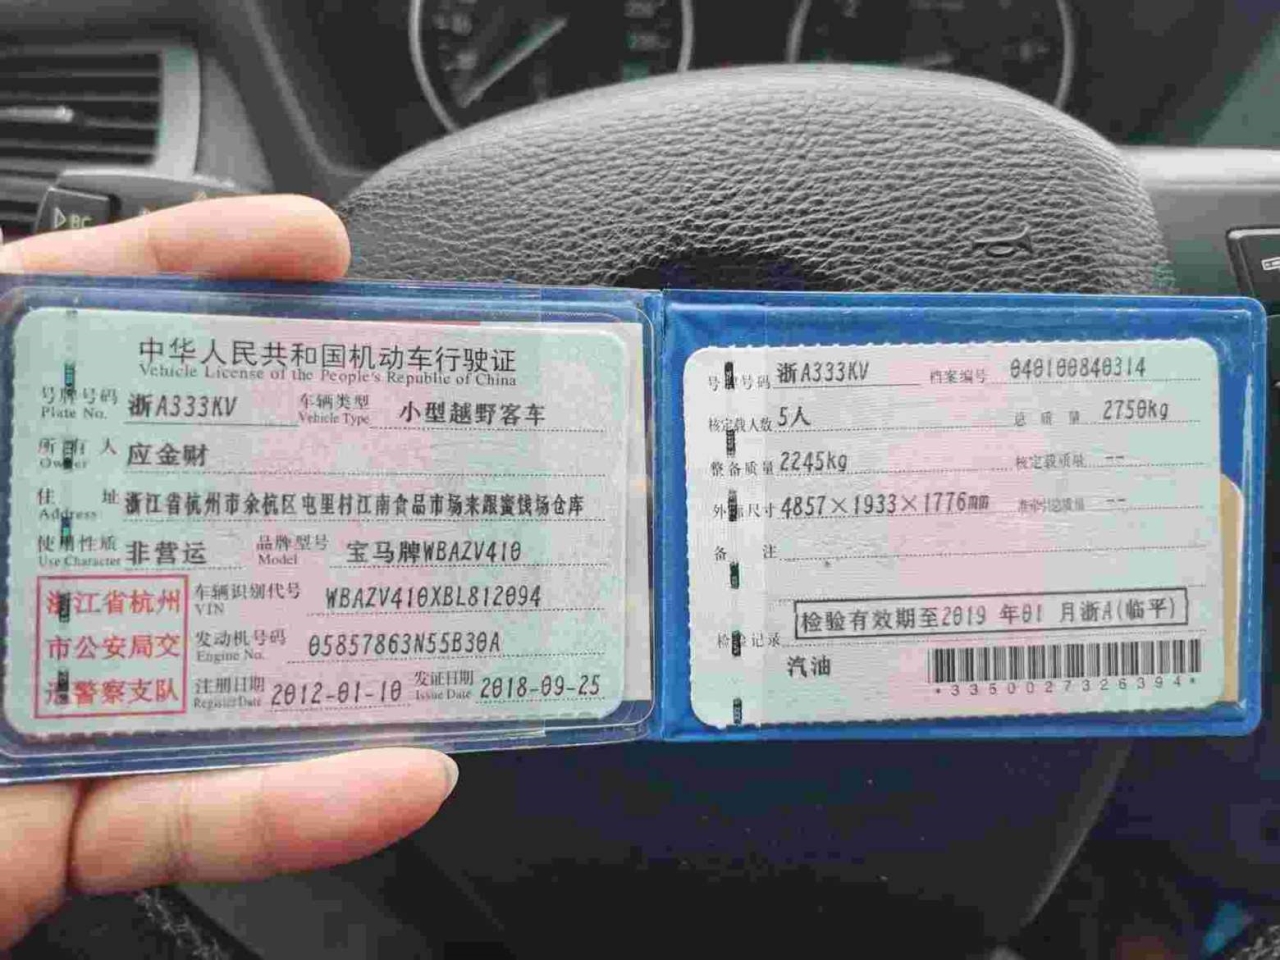 中华人民共和国机动车行驶证
Vehicle License of the People's Republic of China
号牌号码 浙A333KV 车辆类型 小型越野客车
Plate No. Vehicle Type
所有人 应金财
Owner
住址 浙江省杭州市余杭区屯里村江南食品市场来跟蜜饯场仓库
Address
使用性质 非营运 品牌型号 宝马牌WBAZV410
Use Character Model
浙江省杭州
市公安局交
通警察支队
车辆识别代号 WBAZV410XBL812094
VIN
发动机号码 05857863N55B30A
Engine No.
注册日期 2012-01-10 发证日期 2018-09-25
Register Date Issue Date
号牌号码 浙A333KV 档案编号 040100840314
核定载人数 5人 总质量 2750kg
整备质量 2245kg 核定载质量 --
外廓尺寸 4857×1933×1776mm 准牵引总质量 --
备注
检验有效期至2019 年01 月浙A(临平)
检验记录
汽油
*3350027326394*